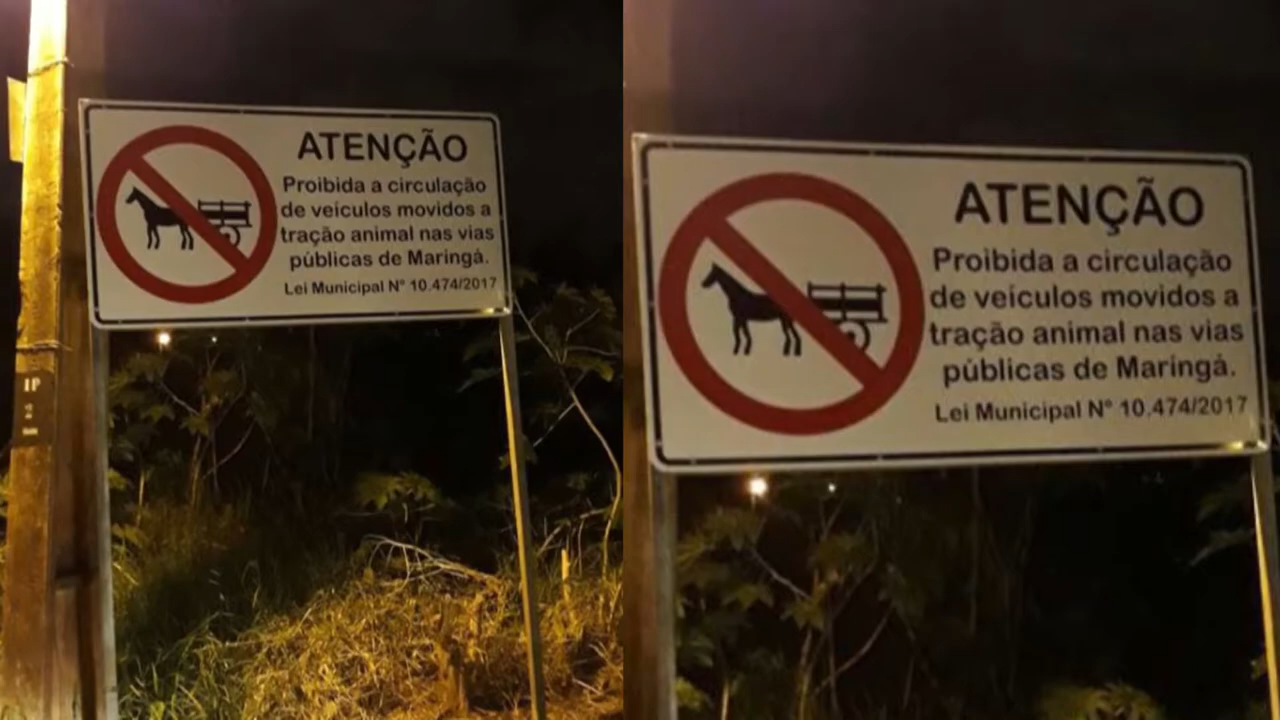 ATENÇÃO
Proibida a circulação
de veículos movidos a
tração animal nas vias
públicas de Maringá.
Lei Municipal Nº 10.474/2017
IP
ATENÇÃO
Proibida a circulação
de veículos movidos a
tração animal nas vias
públicas de Maringá.
Lei Municipal Nº 10.474/2017